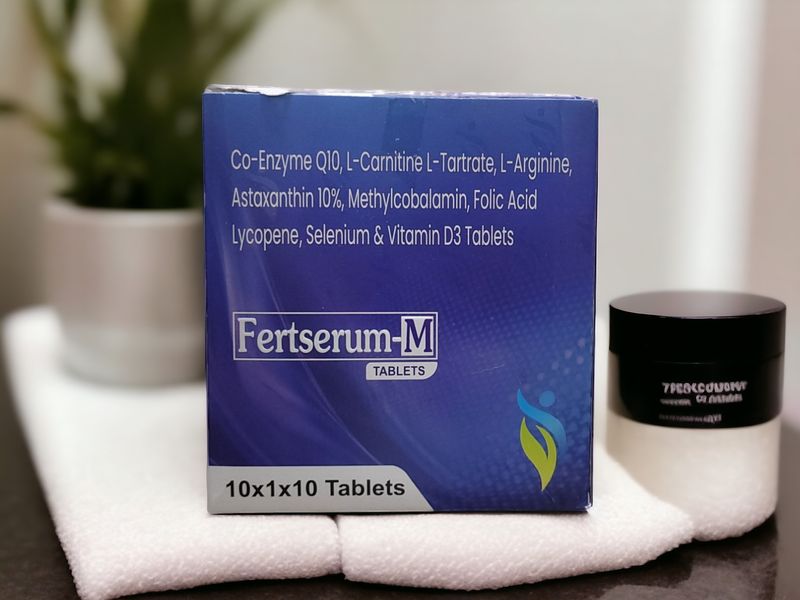 Co-Enzyme Q10, L-Carnitine L-Tartrate, L-Arginine,
Astaxanthin 10%, Methylcobalamin, Folic Acid
Lycopene, Selenium & Vitamin D3 Tablets
Fertserum-M
TABLETS
10x1x10 Tablets